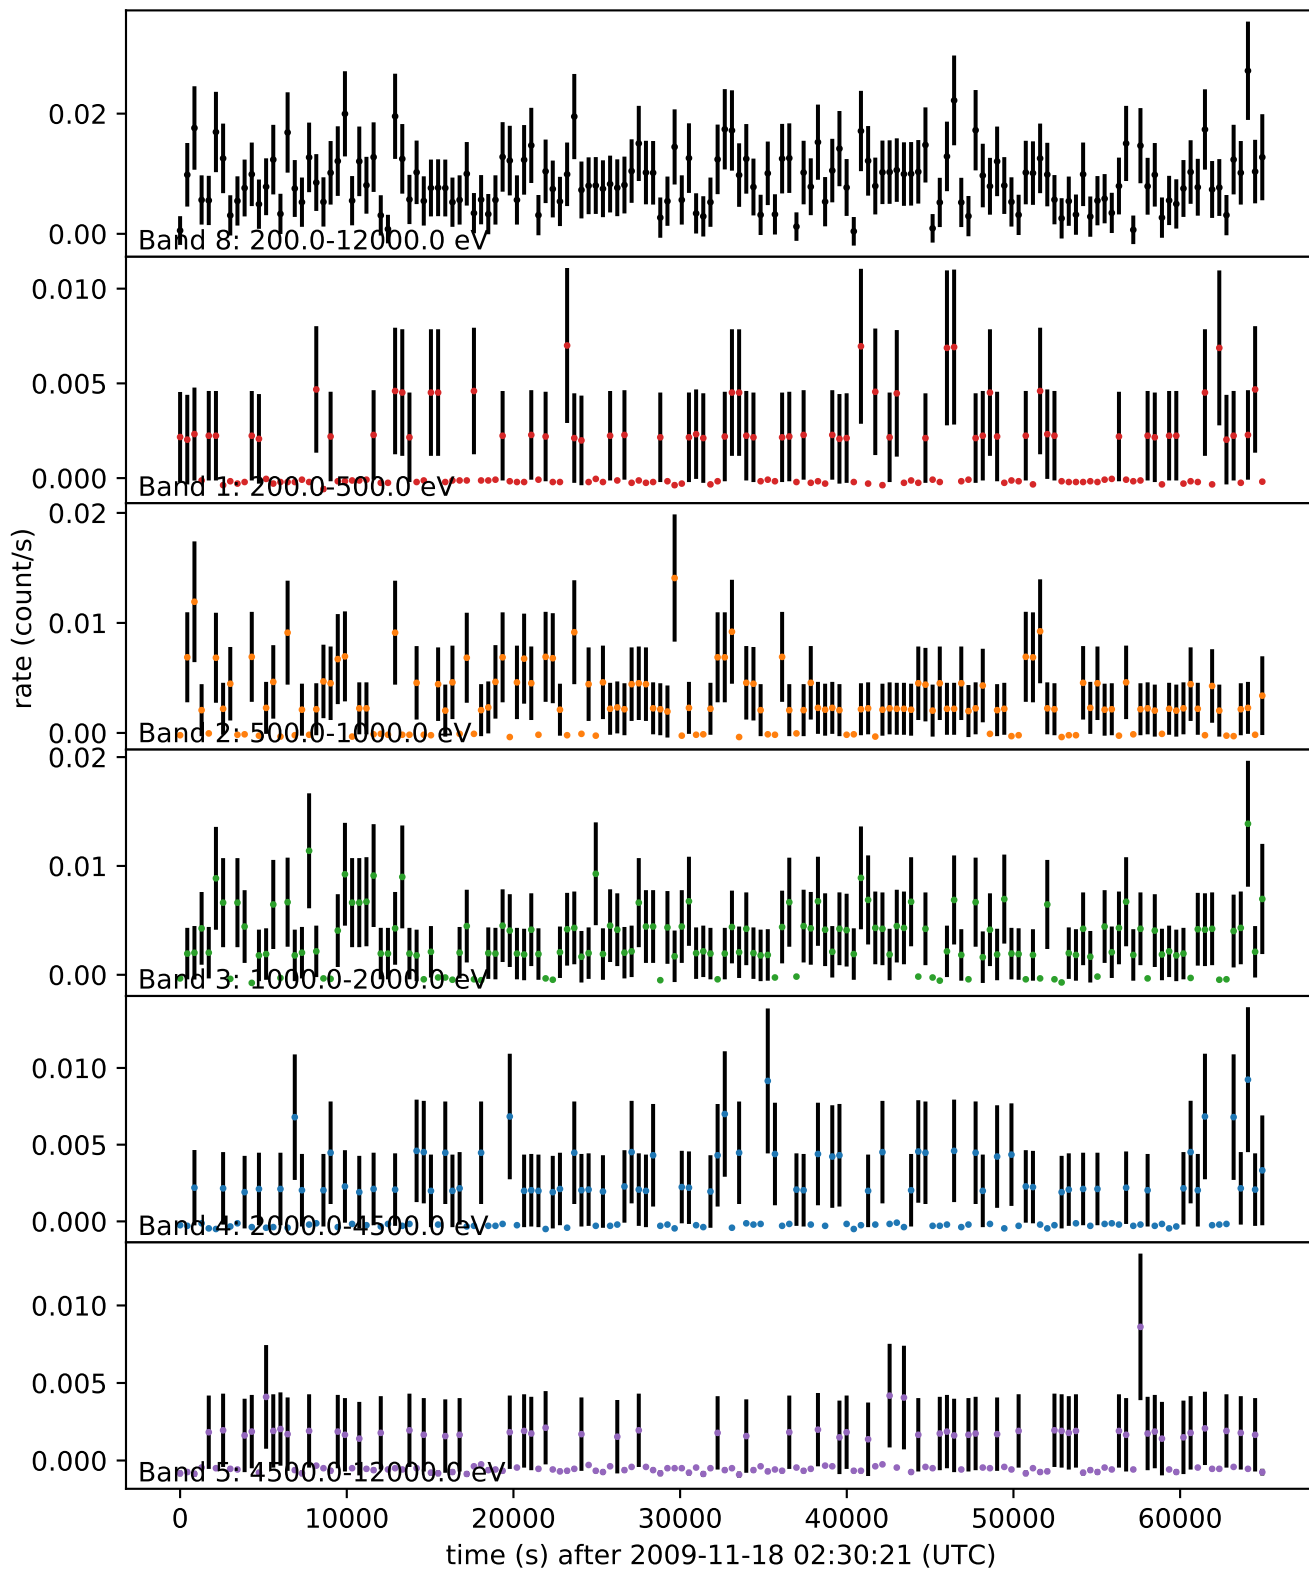 0.02
0.00
Band 8: 200.0-12000.0 eV
0.010
0.005
0.000
Band 1: 200.0-500.0 eV
0.02
0.01
0.00
Band 2: 500.0-1000.0 eV
rate (count/s)
0.02
0.01
0.00
Band 3: 1000.0-2000.0 eV
0.010
0.005
0.000
Band 4: 2000.0-4500.0 eV
0.010
0.005
0.000
Band 5: 4500.0-12000.0 eV
0 10000 20000 30000 40000 50000 60000
time (s) after 2009-11-18 02:30:21 (UTC)